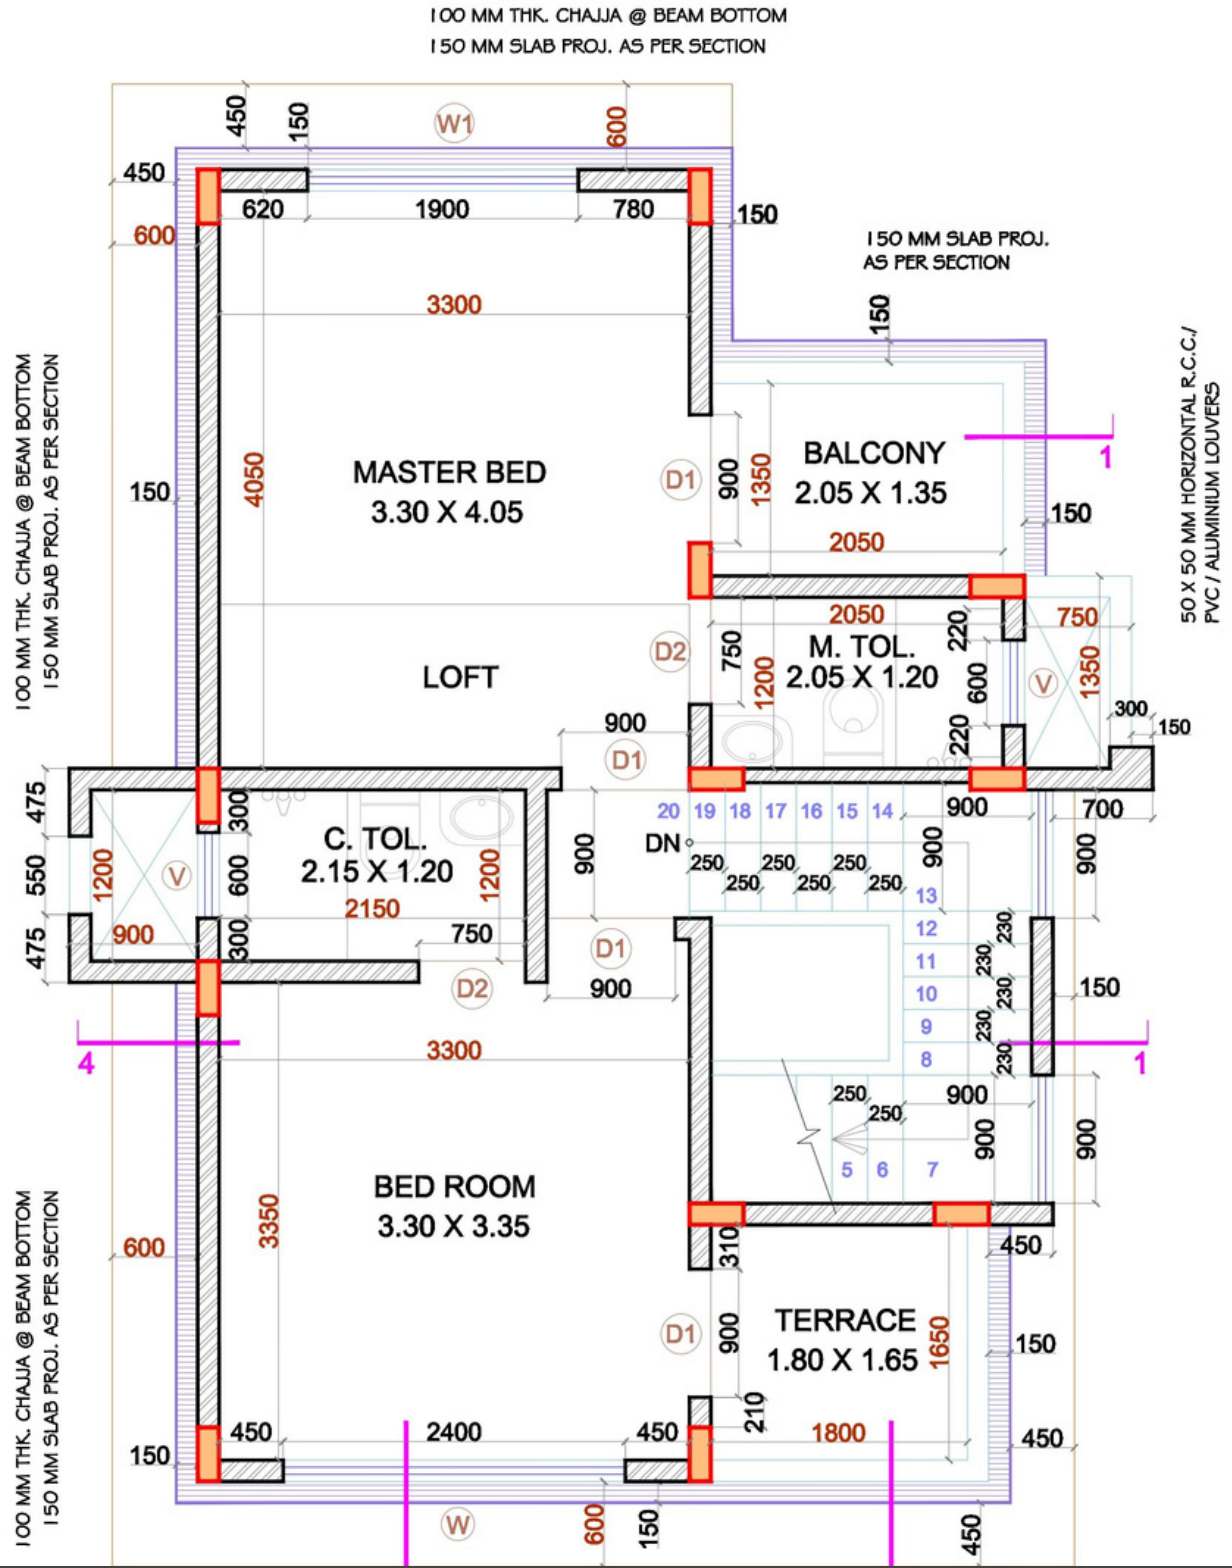 100 MM THK. CHAJJA @ BEAM BOTTOM
150 MM SLAB PROJ. AS PER SECTION
450
150
W1
600
450
620
1900
780
150
600
150 MM SLAB PROJ.
AS PER SECTION
3300
150
100 MM THK. CHAJJA @ BEAM BOTTOM
150 MM SLAB PROJ. AS PER SECTION
50 X 50 MM HORIZONTAL R.C.C./
PVC / ALUMINIUM LOUVERS
4050
150
MASTER BED
3.30 X 4.05
D1
900
1350
BALCONY
2.05 X 1.35
1
150
2050
2050
220
750
LOFT
D2
750
1200
M. TOL.
2.05 X 1.20
600
V
1350
300
150
900
D1
220
475
300
20
19
18
17
16
15
14
900
700
550
1200
V
600
C. TOL.
2.15 X 1.20
1200
900
DN
250
250
250
250
250
250
900
900
2150
13
900
475
300
750
D1
12
230
11
230
D2
900
10
230
150
9
230
4
3300
8
230
1
250
250
900
900
900
5
6
7
BED ROOM
3.30 X 3.35
3350
600
310
450
100 MM THK. CHAJJA @ BEAM BOTTOM
150 MM SLAB PROJ. AS PER SECTION
D1
900
TERRACE
1.80 X 1.65
1650
150
210
450
2400
450
1800
450
150
W
600
150
450